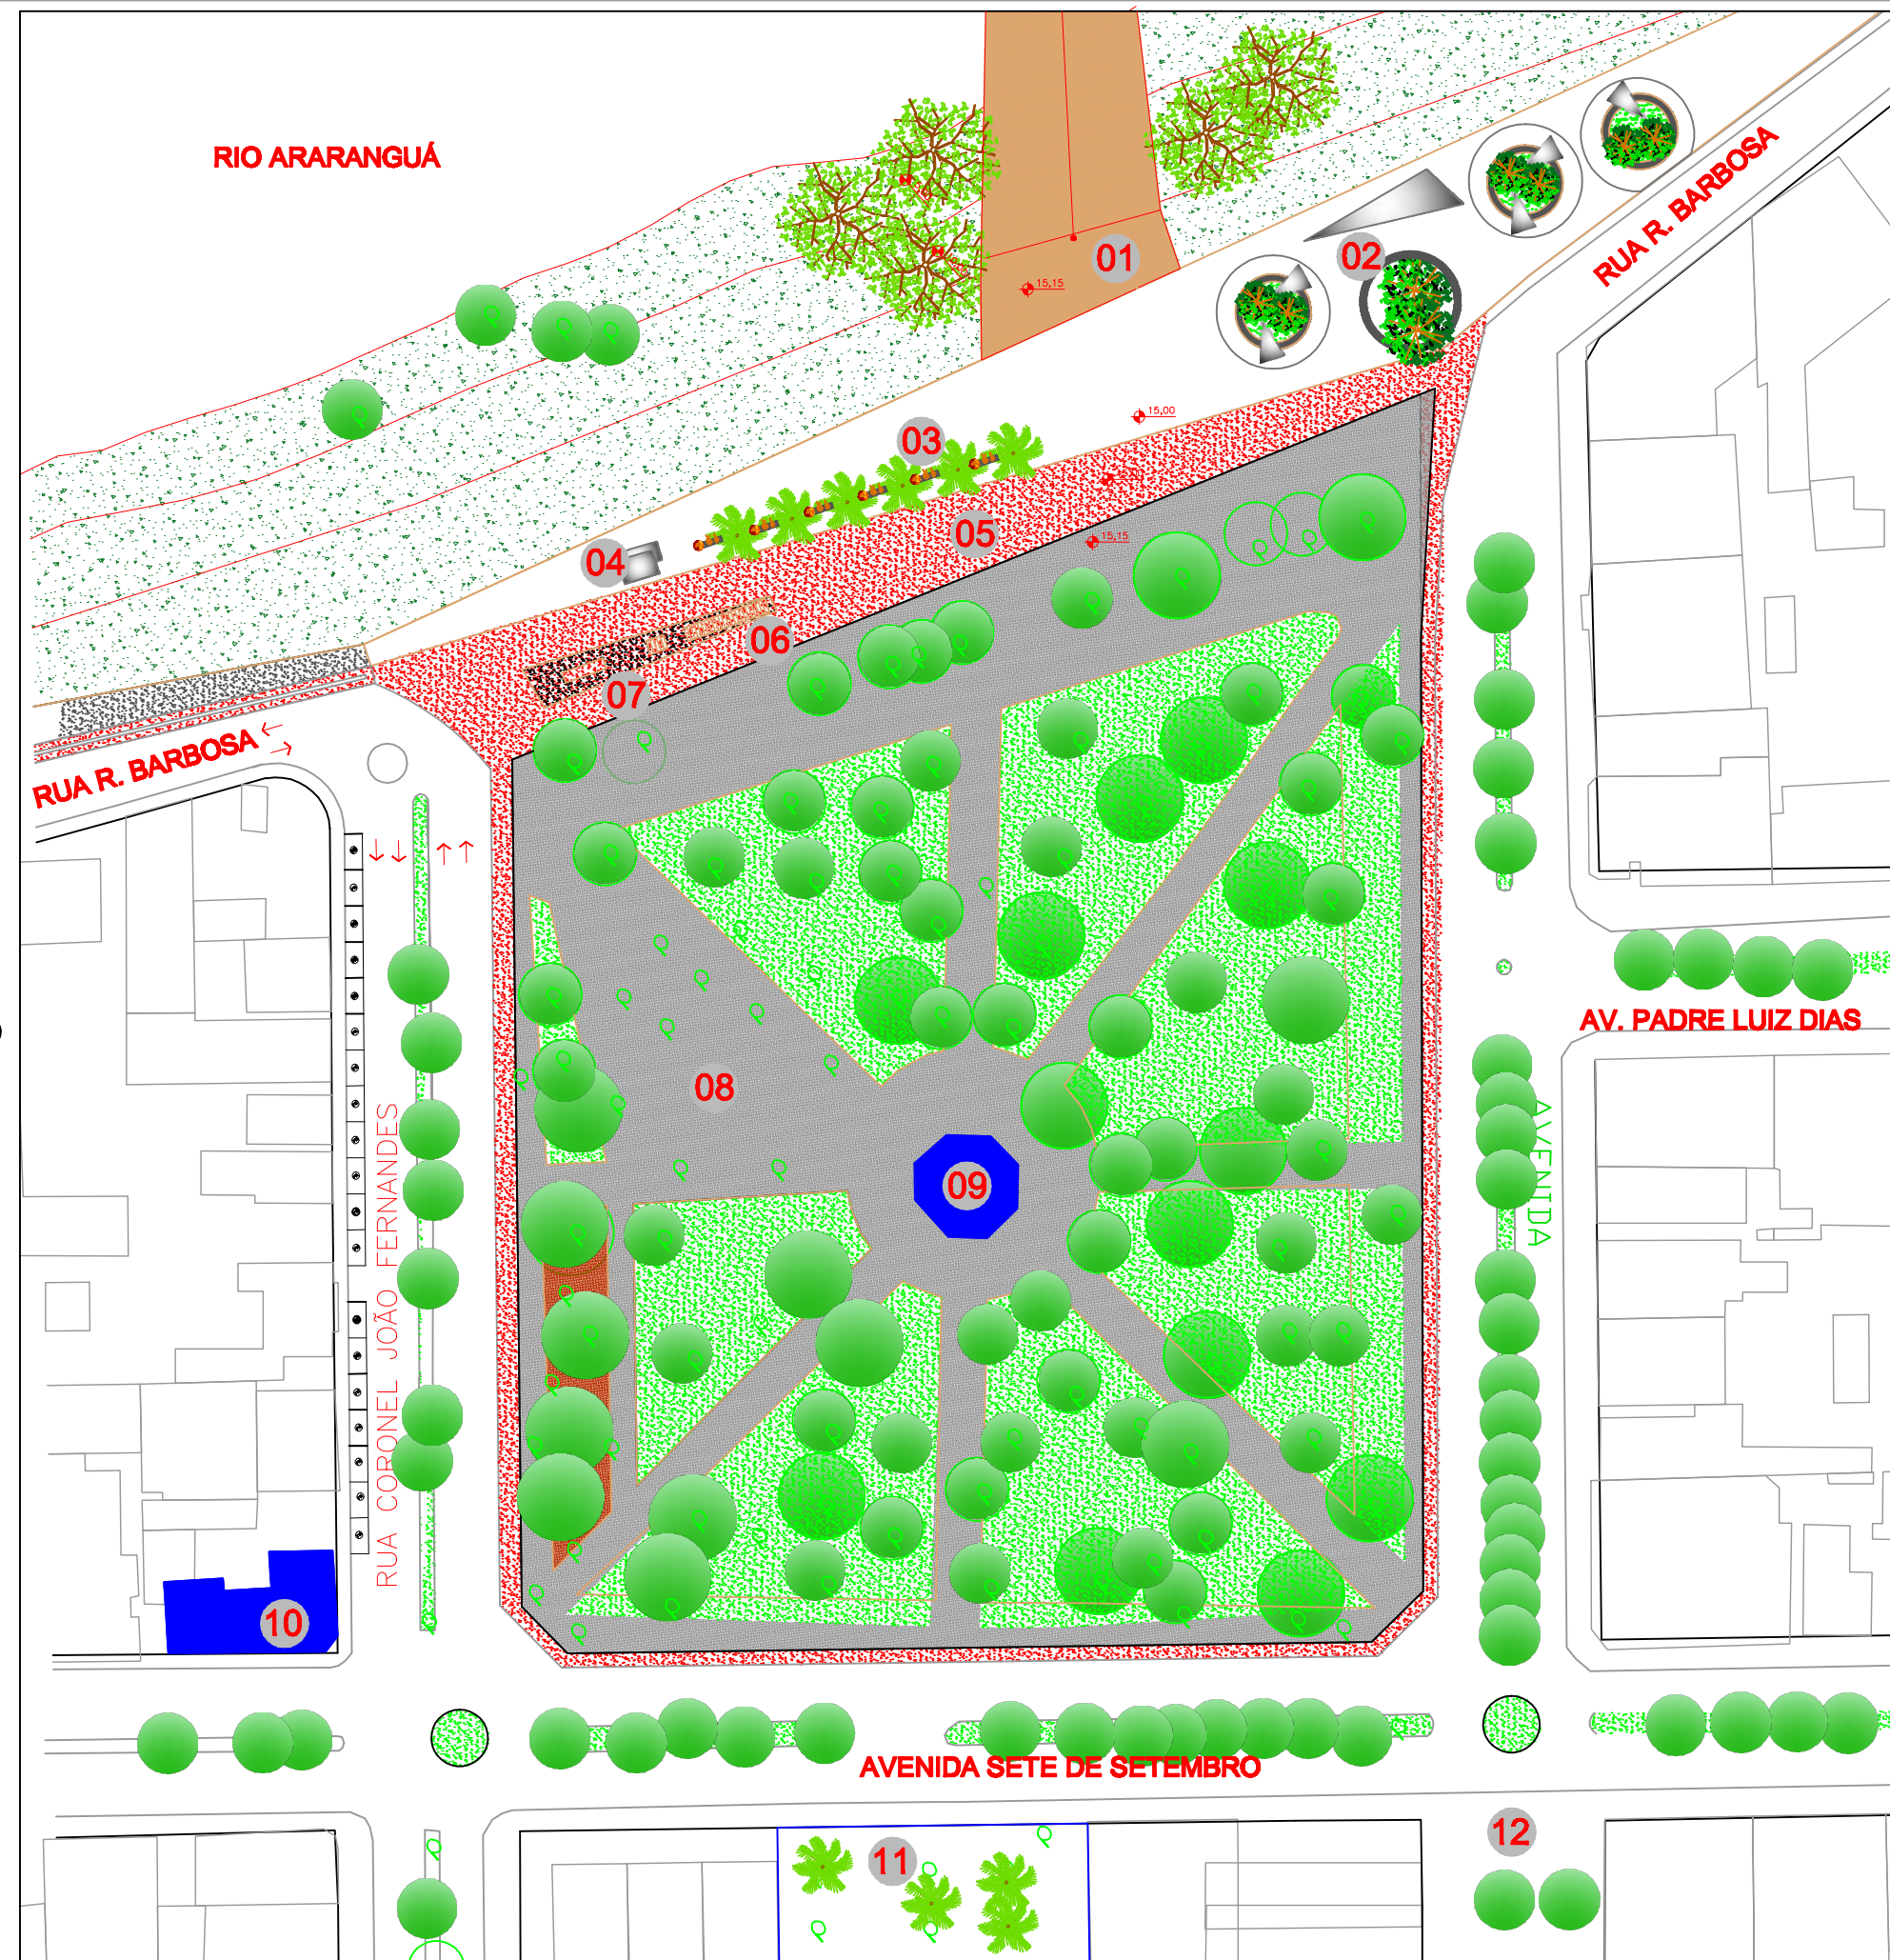 RIO ARARANGUÁ
RUA R. BARBOSA
01
02
15,15
15,00
03
05
15,15
04
06
07
RUA R. BARBOSA
AV. PADRE LUIZ DIAS
08
RUA CORONEL JOÃO FERNANDES
AVENIDA
09
10
AVENIDA SETE DE SETEMBRO
11
12